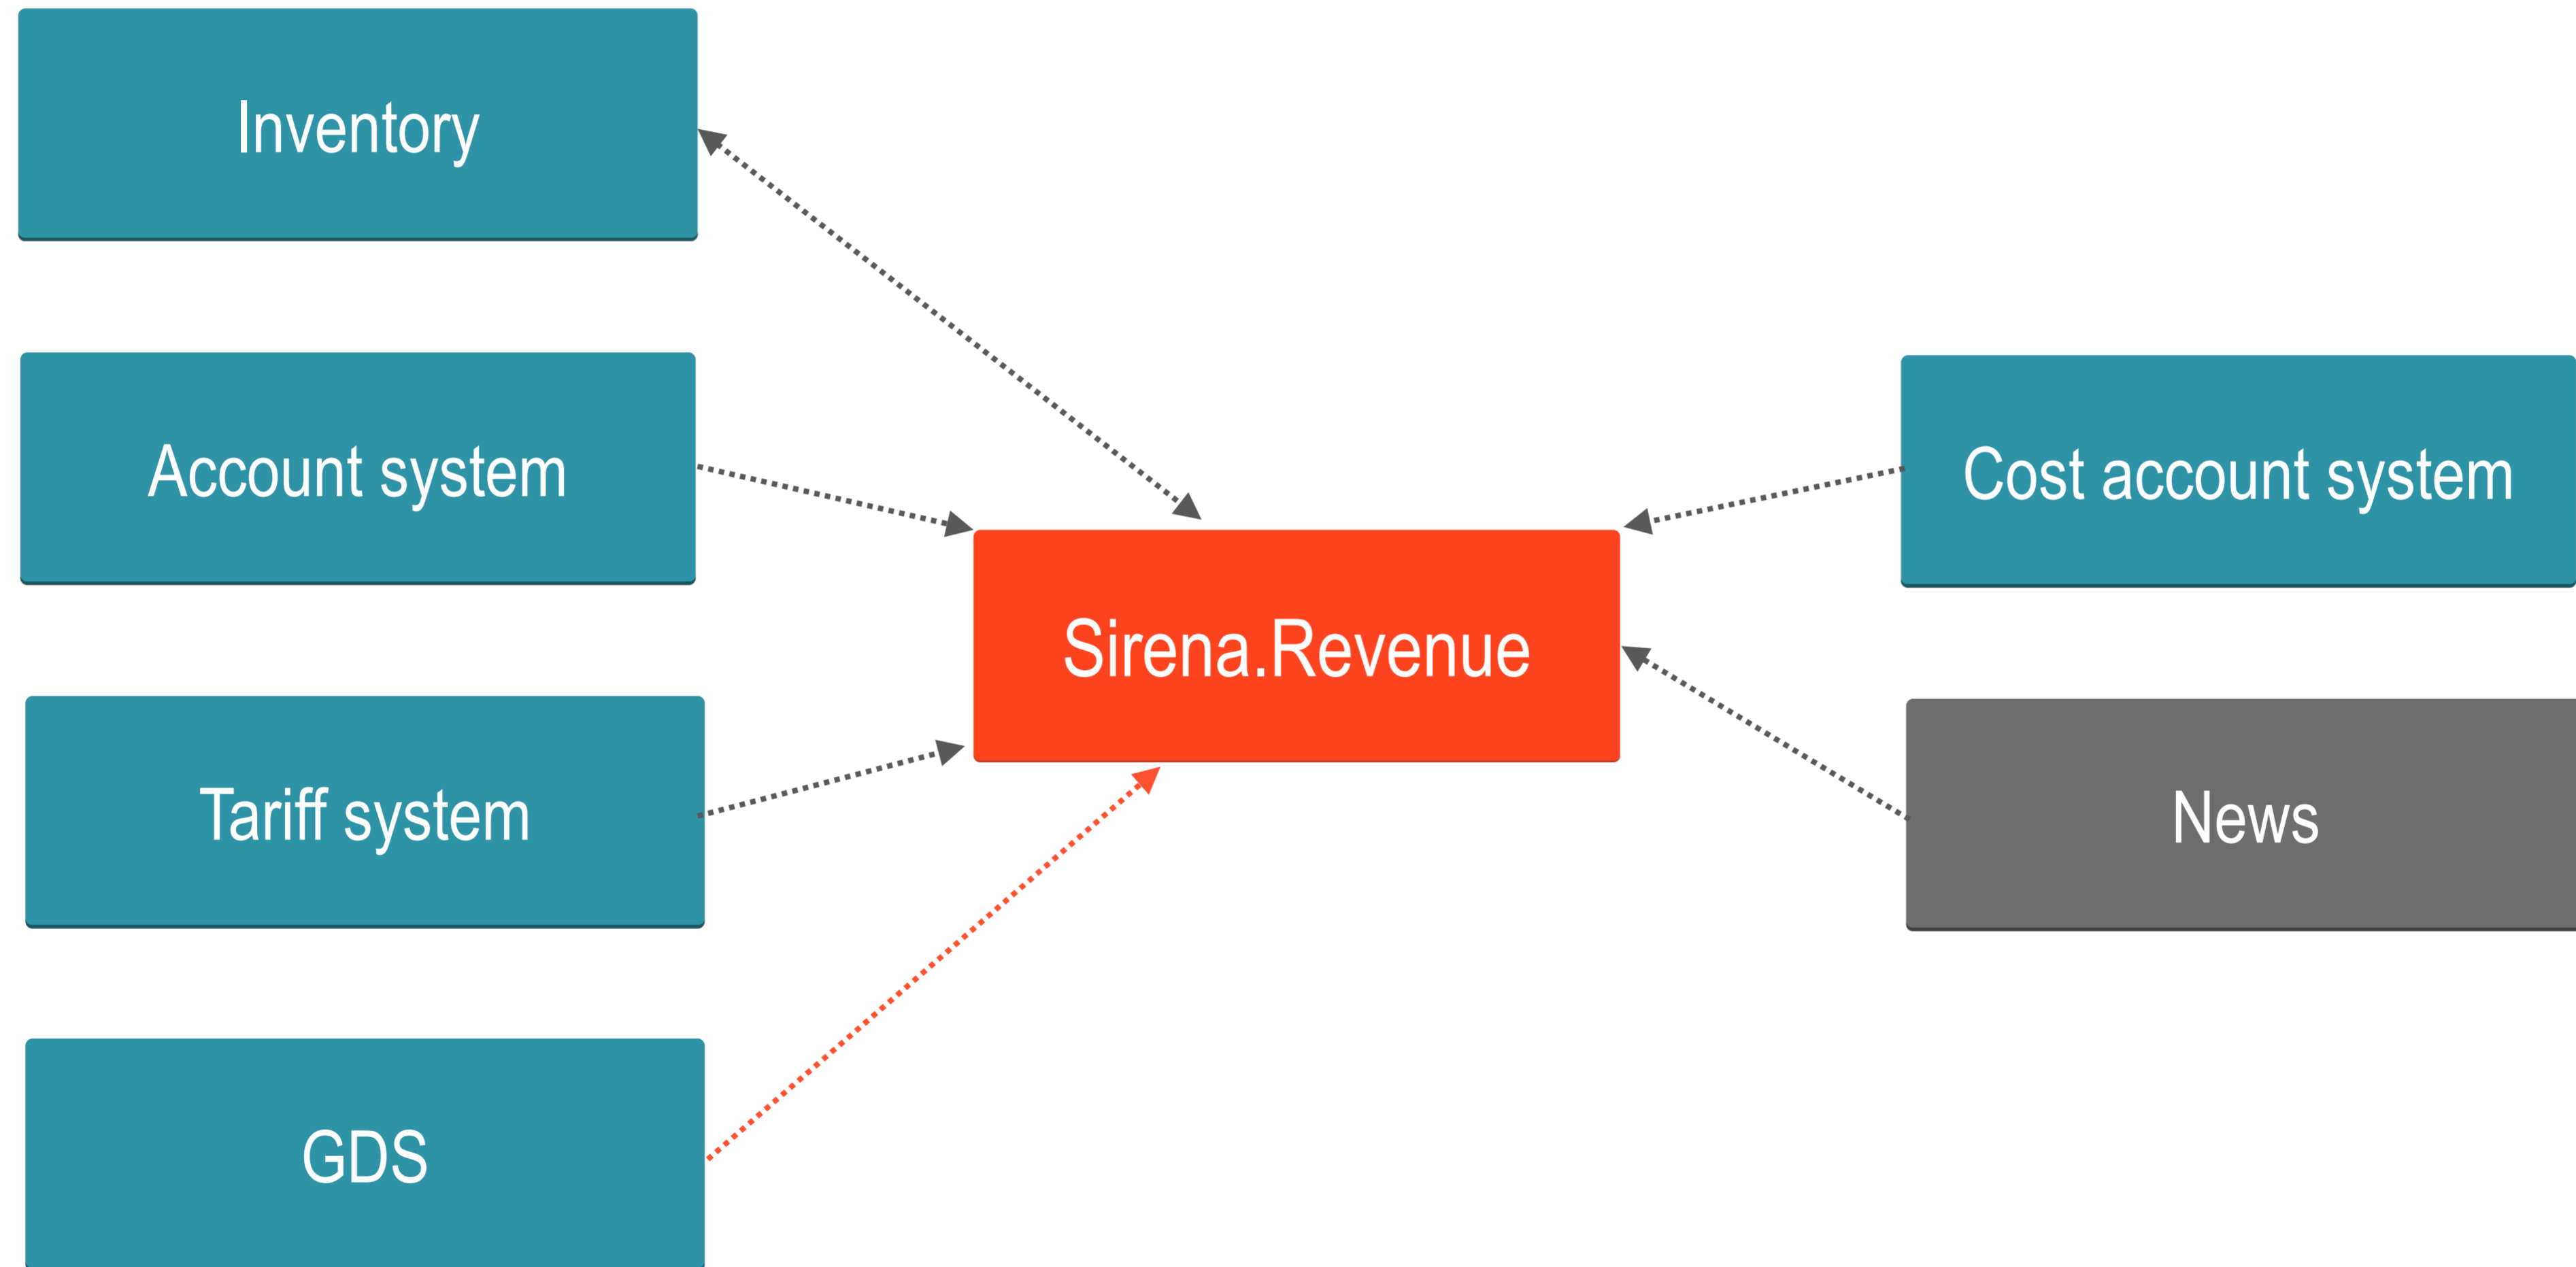 Inventory
Account system
Cost account system
Sirena.Revenue
Tariff system
News
GDS